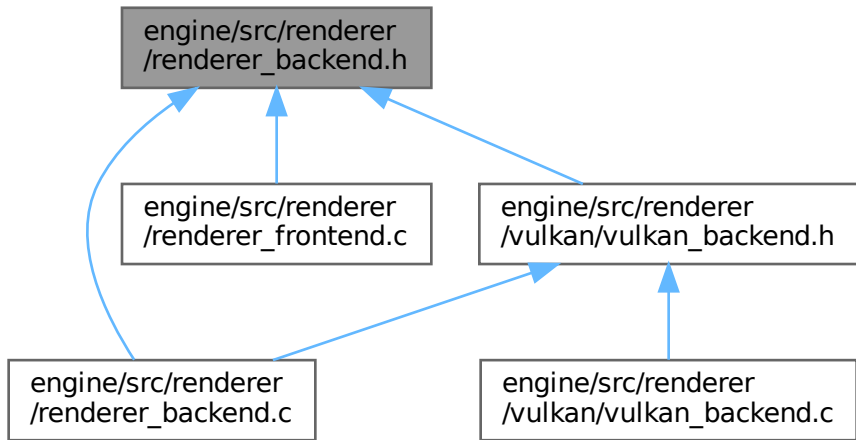 engine/src/renderer
/renderer_backend.h
engine/src/renderer
/renderer_frontend.c
engine/src/renderer
/vulkan/vulkan_backend.h
engine/src/renderer
/renderer_backend.c
engine/src/renderer
/vulkan/vulkan_backend.c